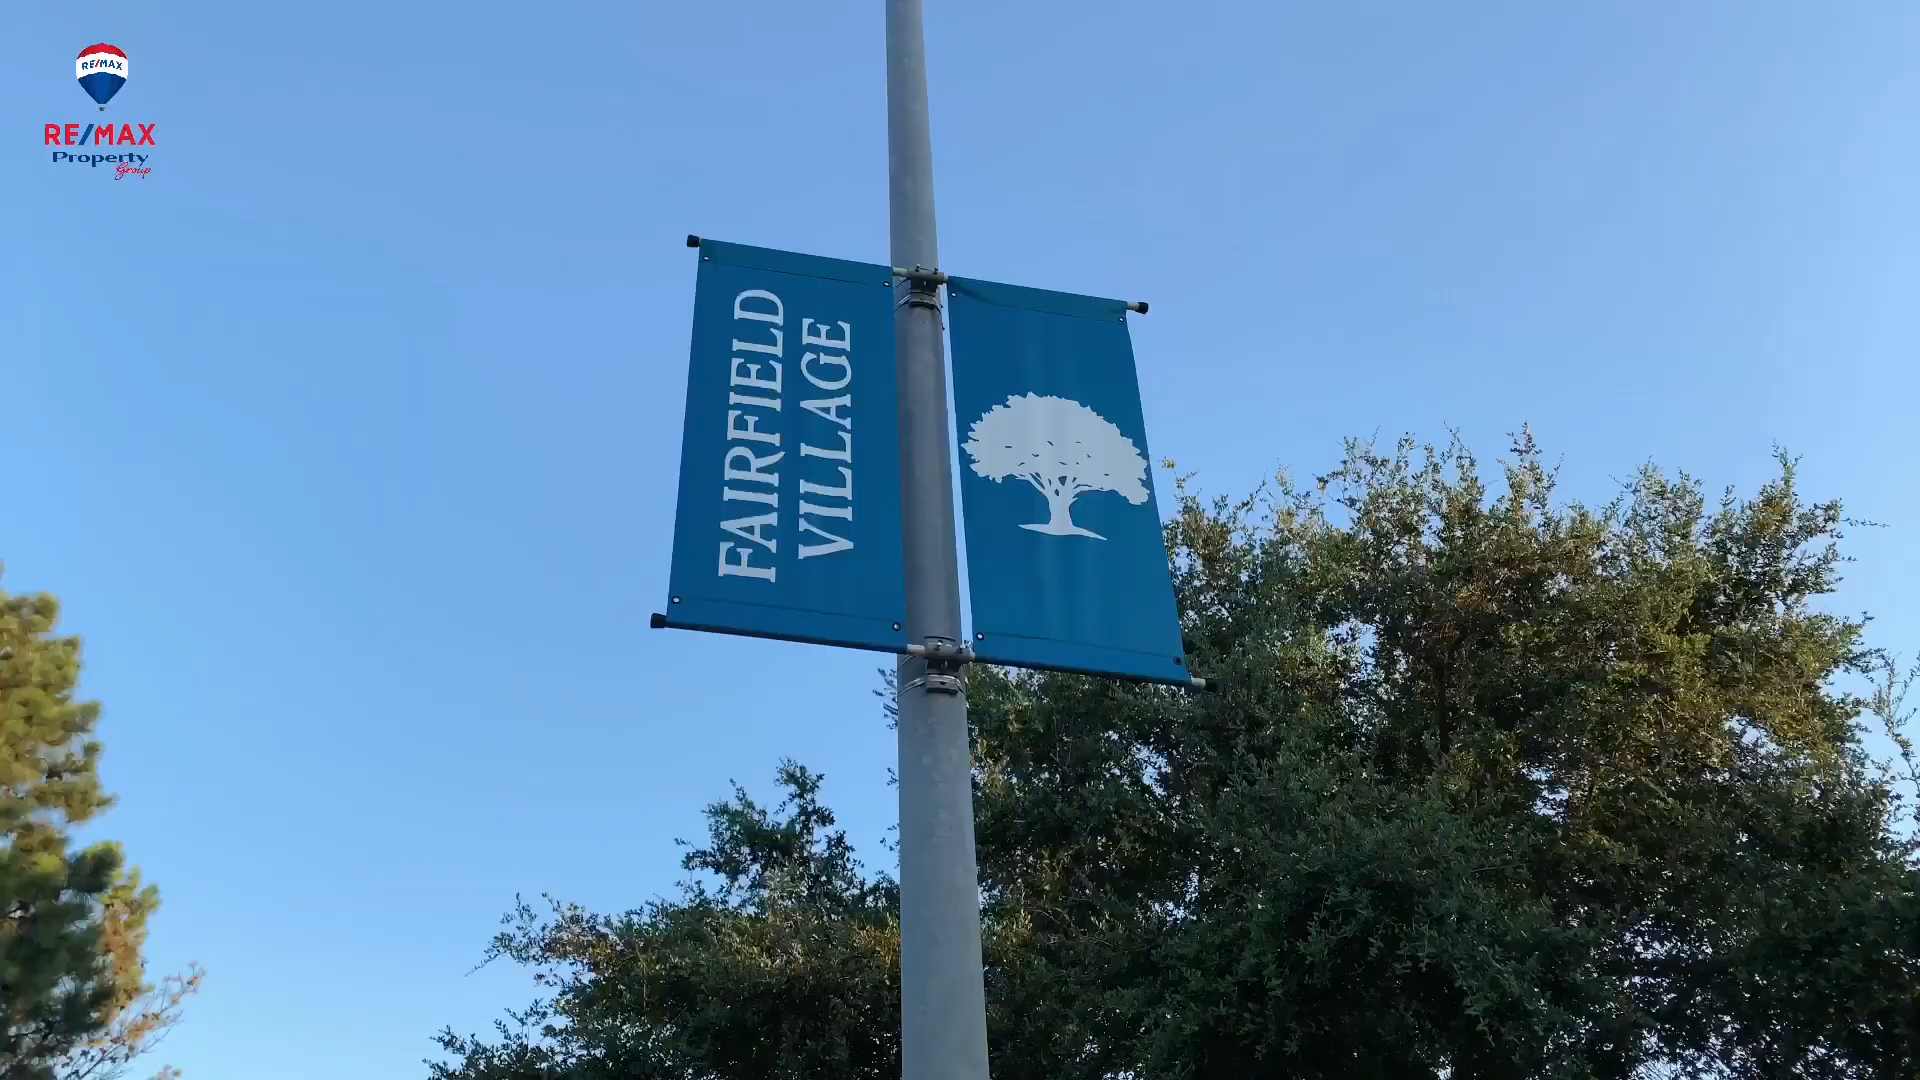 RE/MAX
RE/MAX
Property
Group
FAIRFIELD
VILLAGE